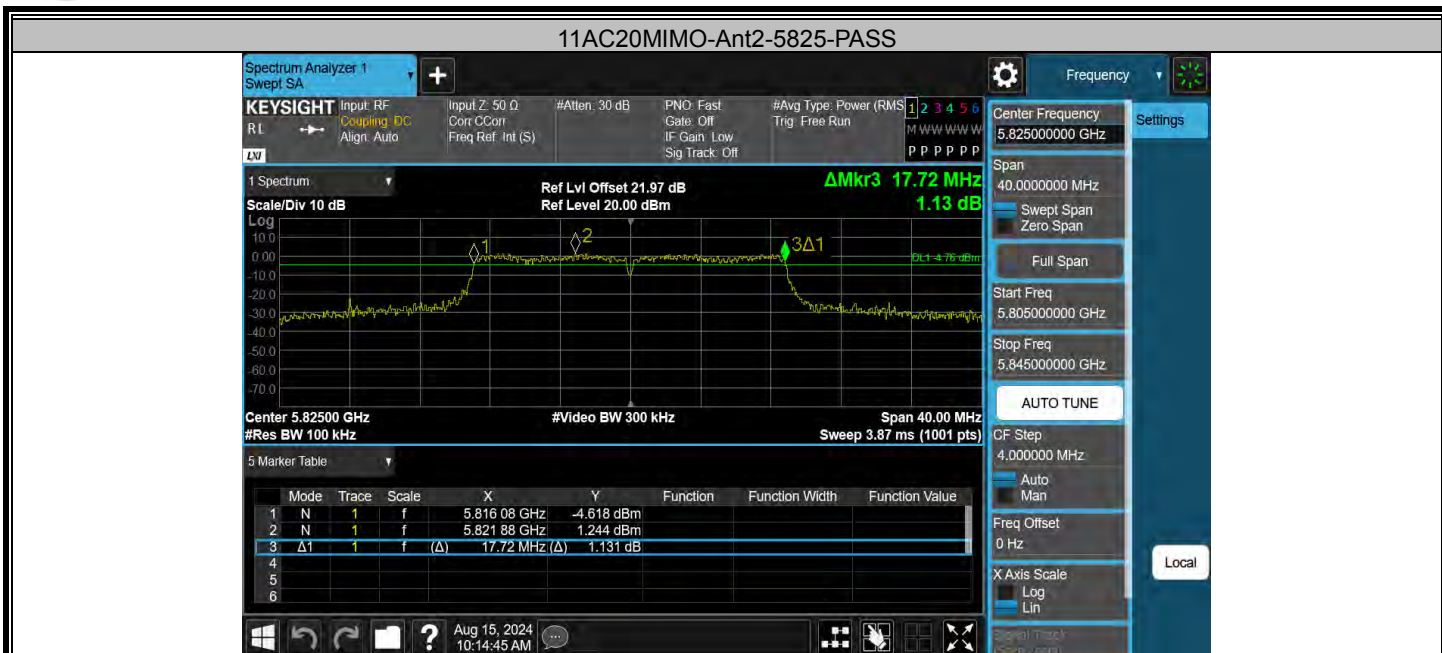 11AC20MIMO-Ant2-5825-PASS
Spectrum Analyzer 1
Swept SA
+
Frequency
KEYSIGHT
RL
LXI
Input: RF
Coupling: DC
Align: Auto
Input Z: 50 Ω
Corr CCorr
Freq Ref: Int (S)
#Atten: 30 dB
PNO: Fast
Gate: Off
IF Gain: Low
Sig Track: Off
#Avg Type: Power (RMS
Trig: Free Run
1 2 3 4 5 6
M W W W W W
P P P P P P
1 Spectrum
Scale/Div 10 dB
Ref Lvl Offset 21.97 dB
Ref Level 20.00 dBm
ΔMkr3 17.72 MHz
1.13 dB
Log
10.0
0.00
-10.0
-20.0
-30.0
-40.0
-50.0
-60.0
-70.0
1
2
3Δ1
DL1 -4.76 dBm
Center 5.82500 GHz
#Video BW 300 kHz
Span 40.00 MHz
#Res BW 100 kHz
Sweep 3.87 ms (1001 pts)
5 Marker Table
Mode Trace Scale X Y Function Function Width Function Value
1 N 1 f 5.816 08 GHz -4.618 dBm
2 N 1 f 5.821 88 GHz 1.244 dBm
3 Δ1 1 f (Δ) 17.72 MHz (Δ) 1.131 dB
4
5
6
?
Aug 15, 2024
10:14:45 AM
Center Frequency
5.825000000 GHz
Settings
Span
40.0000000 MHz
Swept Span
Zero Span
Full Span
Start Freq
5.805000000 GHz
Stop Freq
5.845000000 GHz
AUTO TUNE
CF Step
4.000000 MHz
Auto
Man
Freq Offset
0 Hz
X Axis Scale
Log
Lin
Local
Signal Track